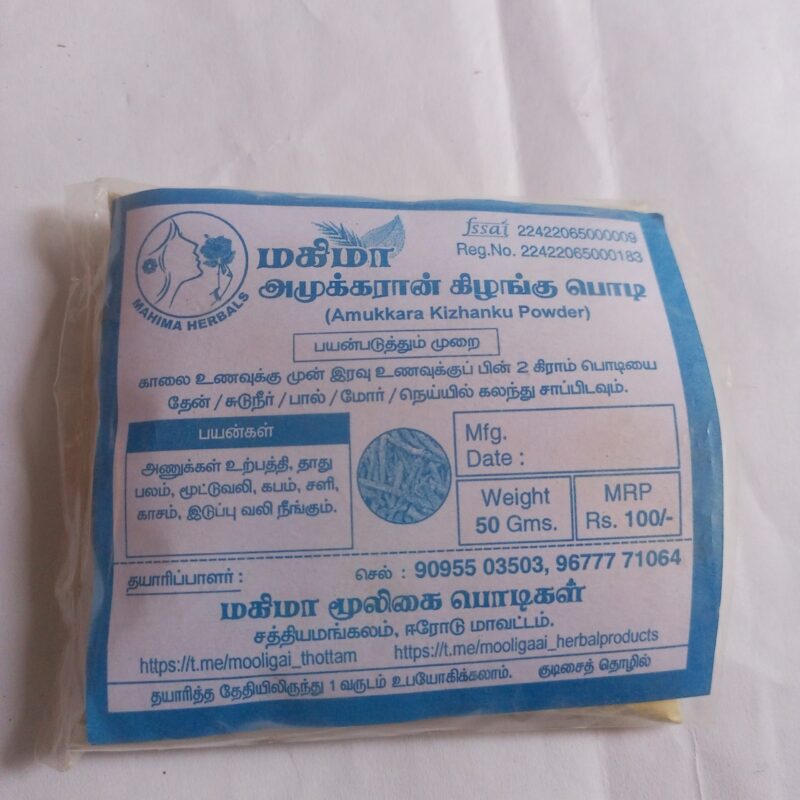 MAHIMA HERBALS
fssai 22422065000009
Reg.No. 22422065000183
மகிமா
அமுக்கரான் கிழங்கு பொடி
(Amukkara Kizhanku Powder)
பயன்படுத்தும் முறை
காலை உணவுக்கு முன் இரவு உணவுக்குப் பின் 2 கிராம் பொடியை
தேன் / சுடுநீர் / பால் / மோர் / நெய்யில் கலந்து சாப்பிடவும்.
பயன்கள்
அணுக்கள் உற்பத்தி, தாது
பலம், மூட்டுவலி, கபம், சளி,
காசம், இடுப்பு வலி நீங்கும்.
Mfg.
Date :
Weight
50 Gms.
MRP
Rs. 100/-
தயாரிப்பாளர் :
செல் : 90955 03503, 96777 71064
மகிமா மூலிகை பொடிகள்
சத்தியமங்கலம், ஈரோடு மாவட்டம்.
https://t.me/mooligai_thottam https://t.me/mooligaai_herbalproducts
தயாரித்த தேதியிலிருந்து 1 வருடம் உபயோகிக்கலாம். குடிசைத் தொழில்